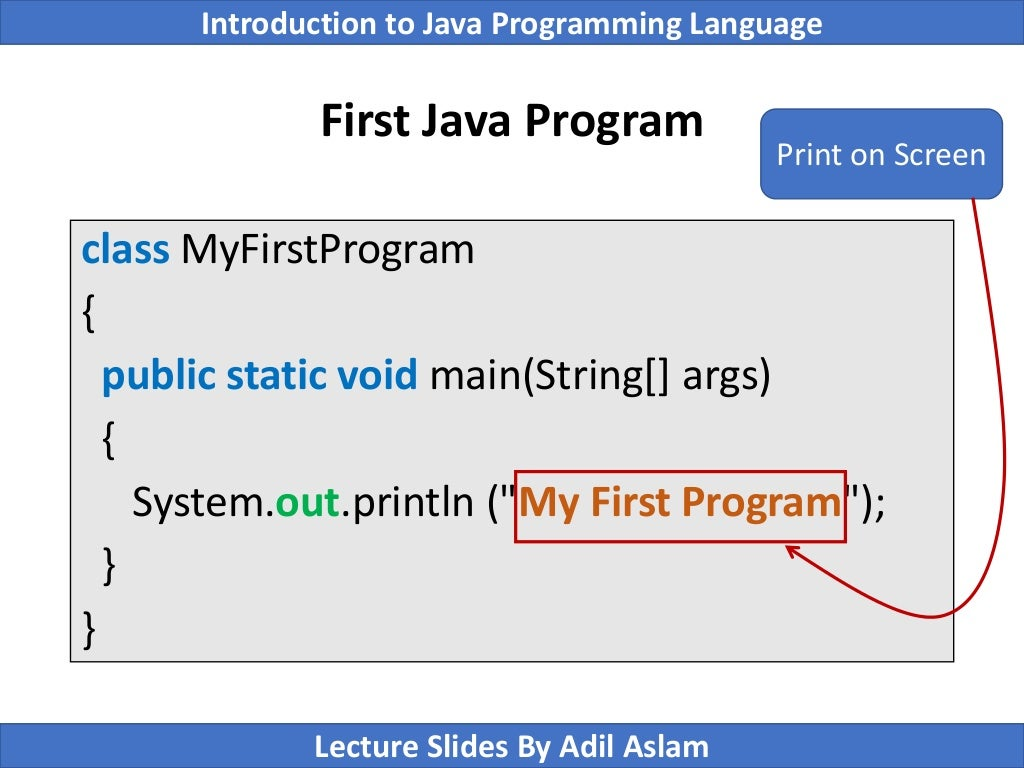 Introduction to Java Programming Language
First Java Program
Print on Screen
class MyFirstProgram
{
public static void main(String[] args)
{
System.out.println ("My First Program");
}
}
Lecture Slides By Adil Aslam